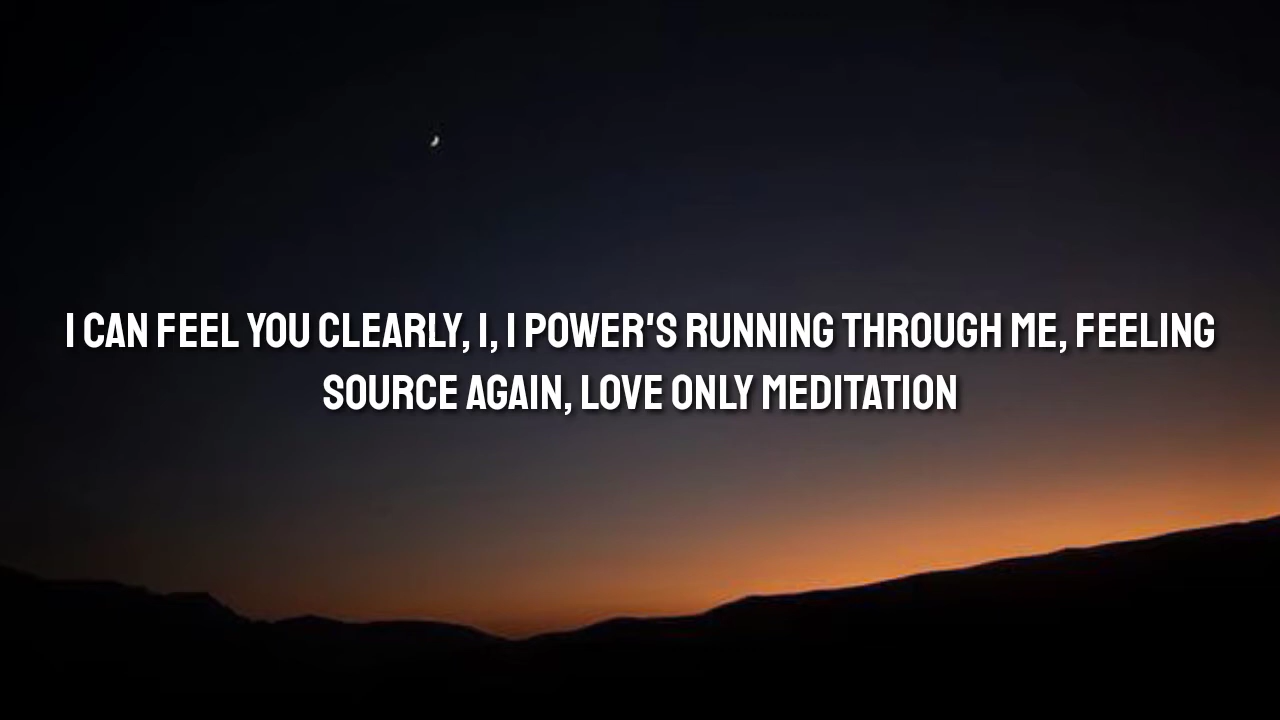 I CAN FEEL YOU CLEARLY, I, I POWER'S RUNNING THROUGH ME, FEELING
SOURCE AGAIN, LOVE ONLY MEDITATION